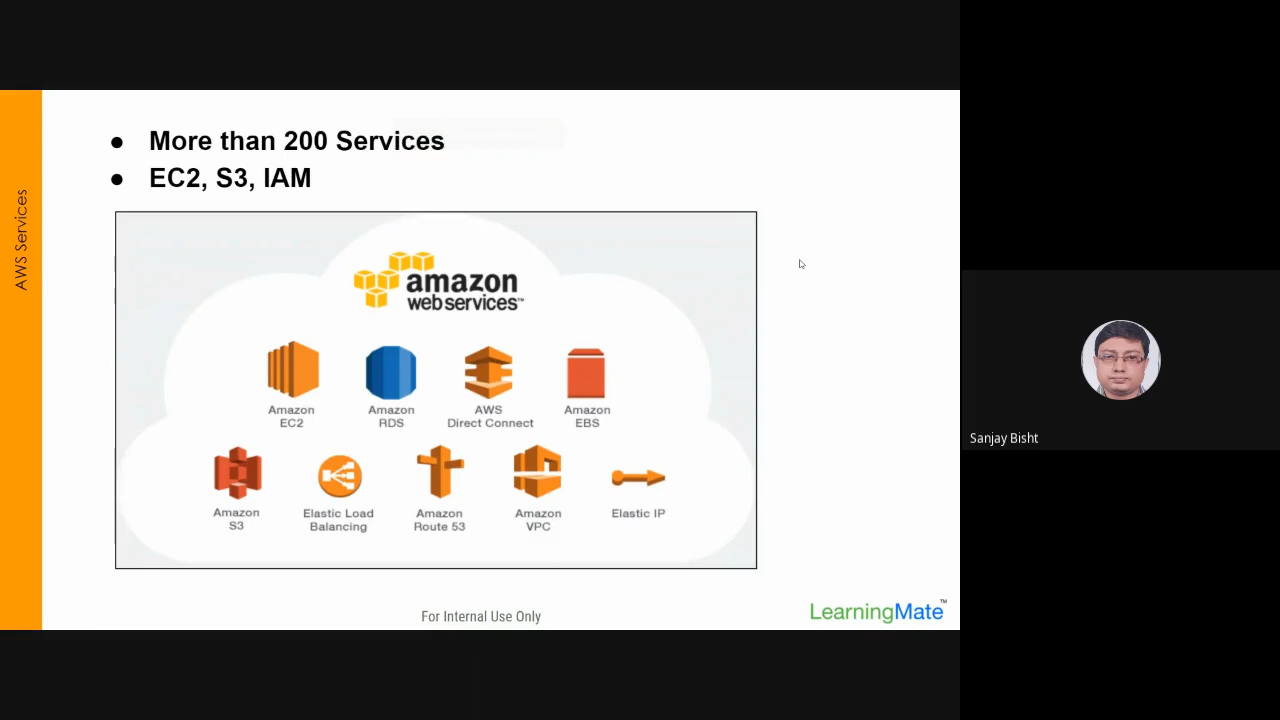 AWS Services
● More than 200 Services
● EC2, S3, IAM
amazon
web services™
Amazon
EC2
Amazon
RDS
AWS
Direct Connect
Amazon
EBS
Amazon
S3
Elastic Load
Balancing
Amazon
Route 53
Amazon
VPC
Elastic IP
For Internal Use Only
LearningMate™
Sanjay Bisht